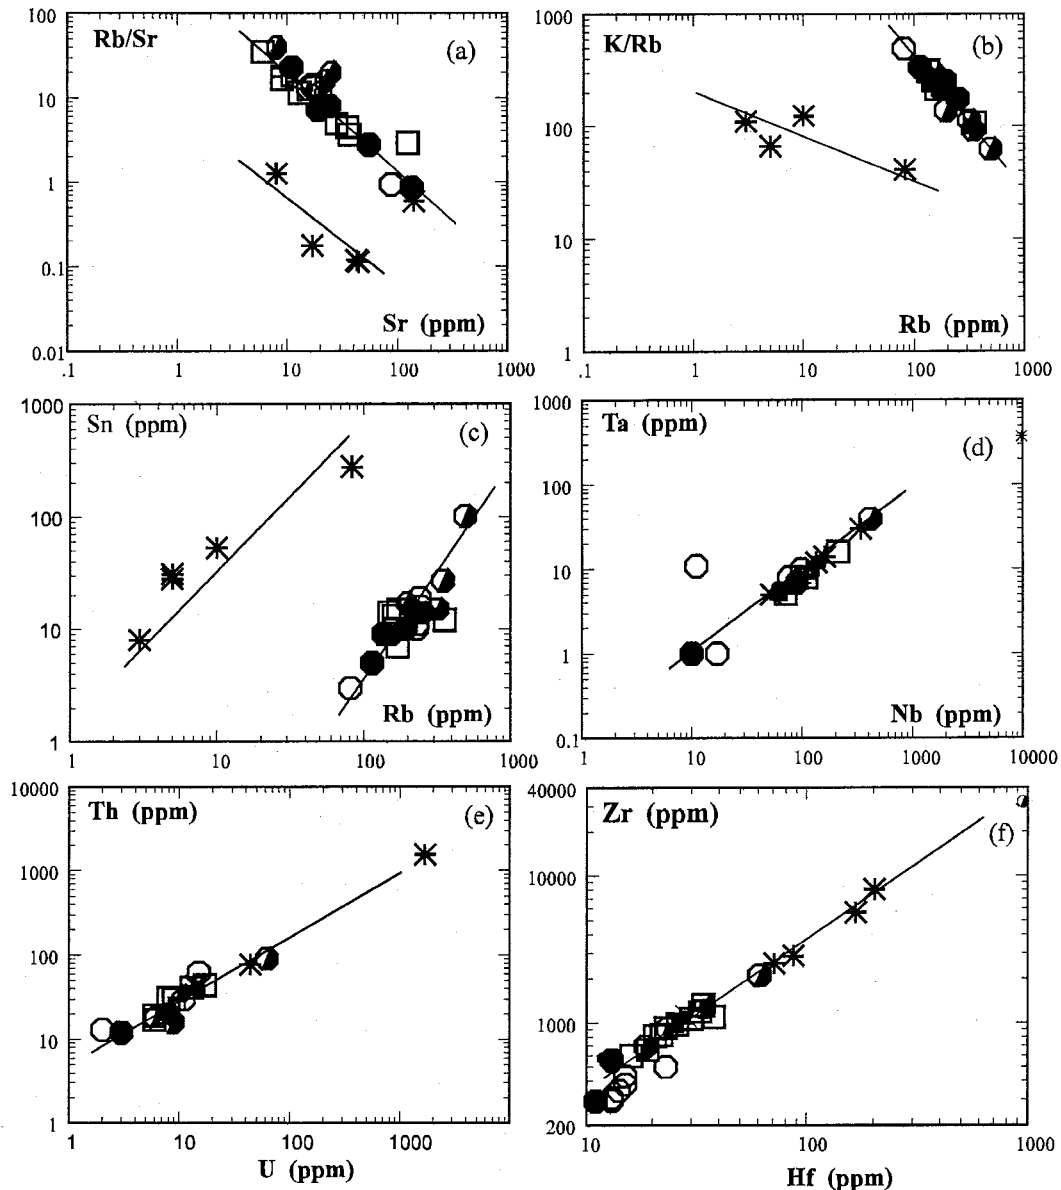 Rb/Sr (a)
100
10
1
0.1
0.01
Sr (ppm)
.1 1 10 100 1000
K/Rb (b)
1000
100
10
1
Rb (ppm)
.1 1 10 100 1000
Sn (ppm) (c)
1000
100
10
1
Rb (ppm)
1 10 100 1000 10000
Ta (ppm) (d)
1000
100
10
1
0.1
Nb (ppm)
1 10 100 1000 10000
Th (ppm) (e)
10000
1000
100
10
1
1 10 100 1000
U (ppm)
Zr (ppm) (f)
40000
10000
1000
200
10 100 1000
Hf (ppm)